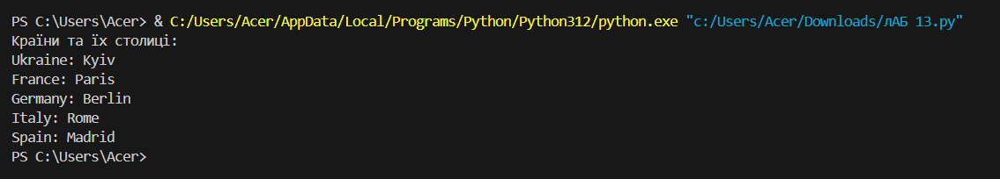 PS C:\Users\Acer> & C:/Users/Acer/AppData/Local/Programs/Python/Python312/python.exe "c:/Users/Acer/Downloads/лАБ 13.py"
Країни та їх столиці:
Ukraine: Kyiv
France: Paris
Germany: Berlin
Italy: Rome
Spain: Madrid
PS C:\Users\Acer>